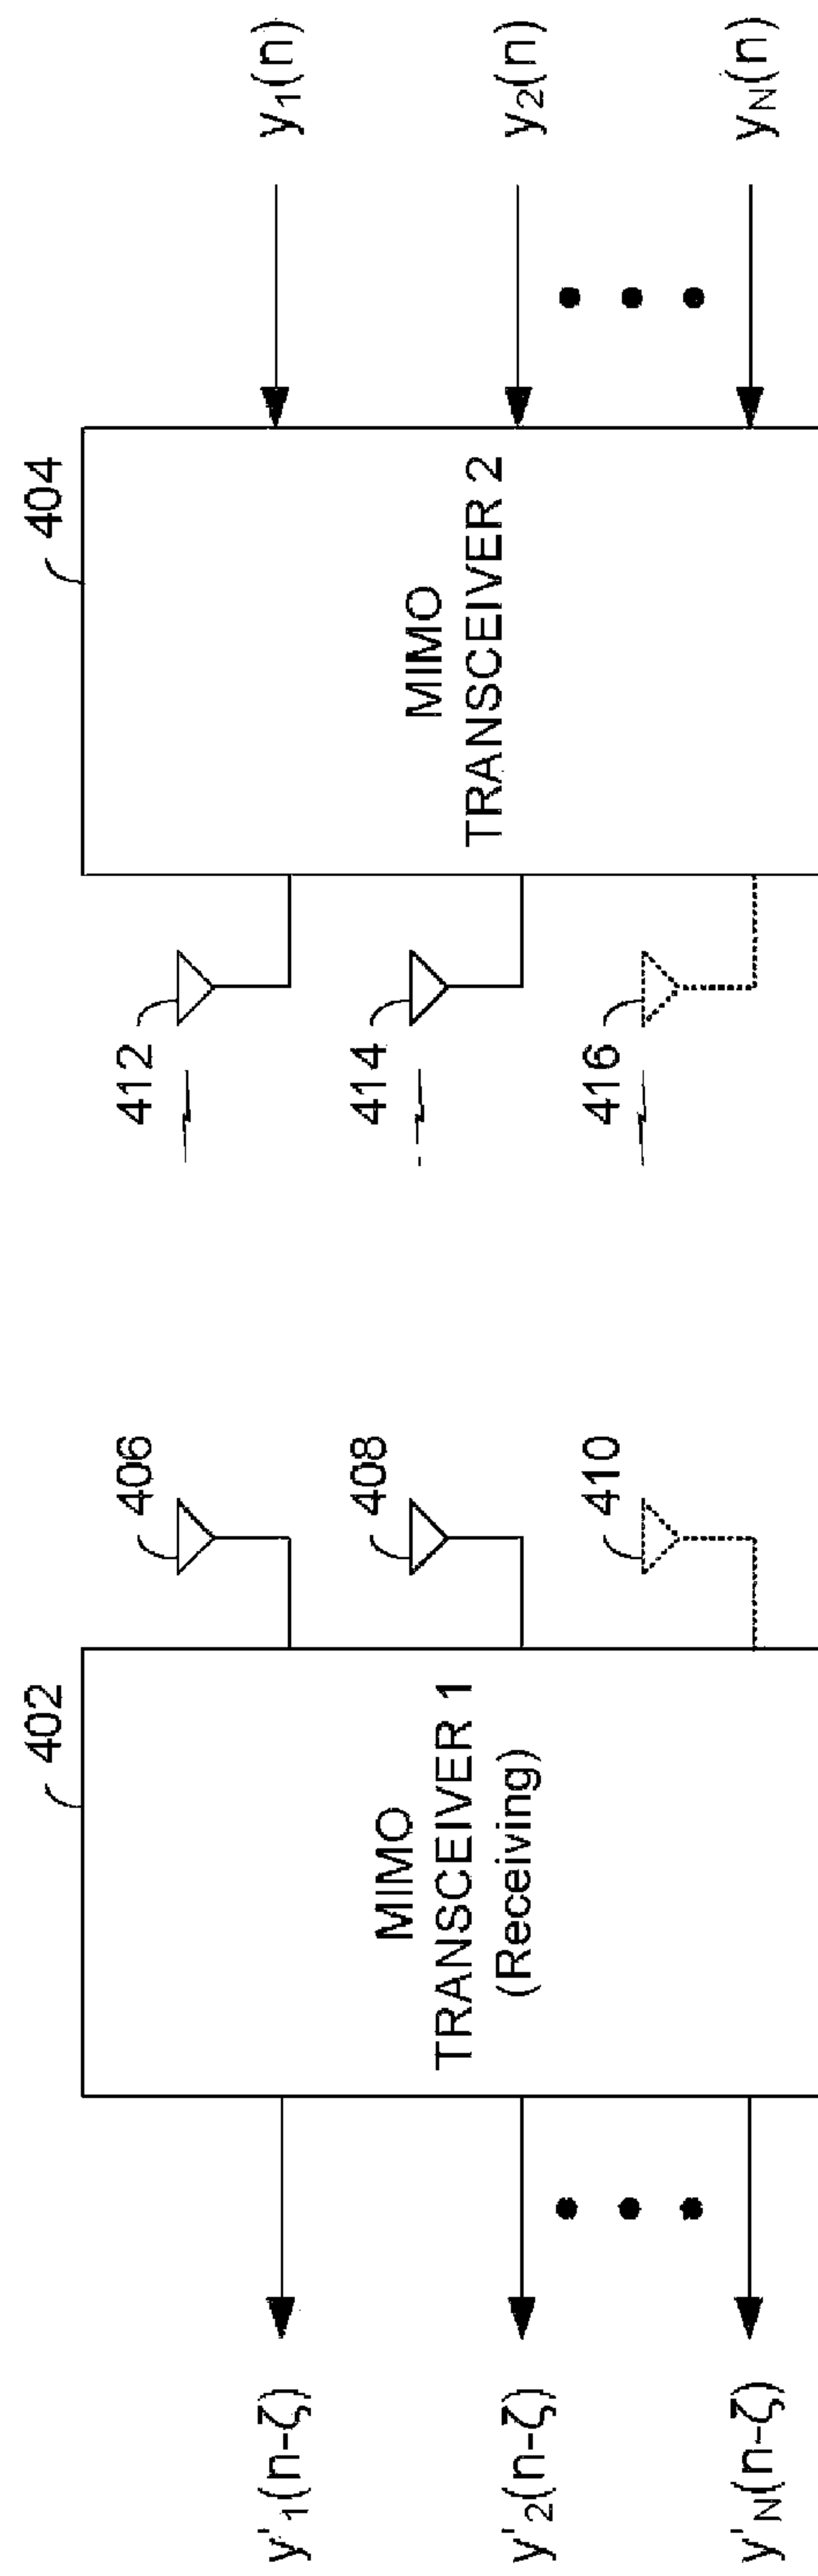 402
404
406
412
y'₁(n-ζ)
y₁(n)
MIMO
TRANSCEIVER 1
(Receiving)
408
414
MIMO
TRANSCEIVER 2
y'₂(n-ζ)
y₂(n)
410
416
y'N(n-ζ)
yN(n)